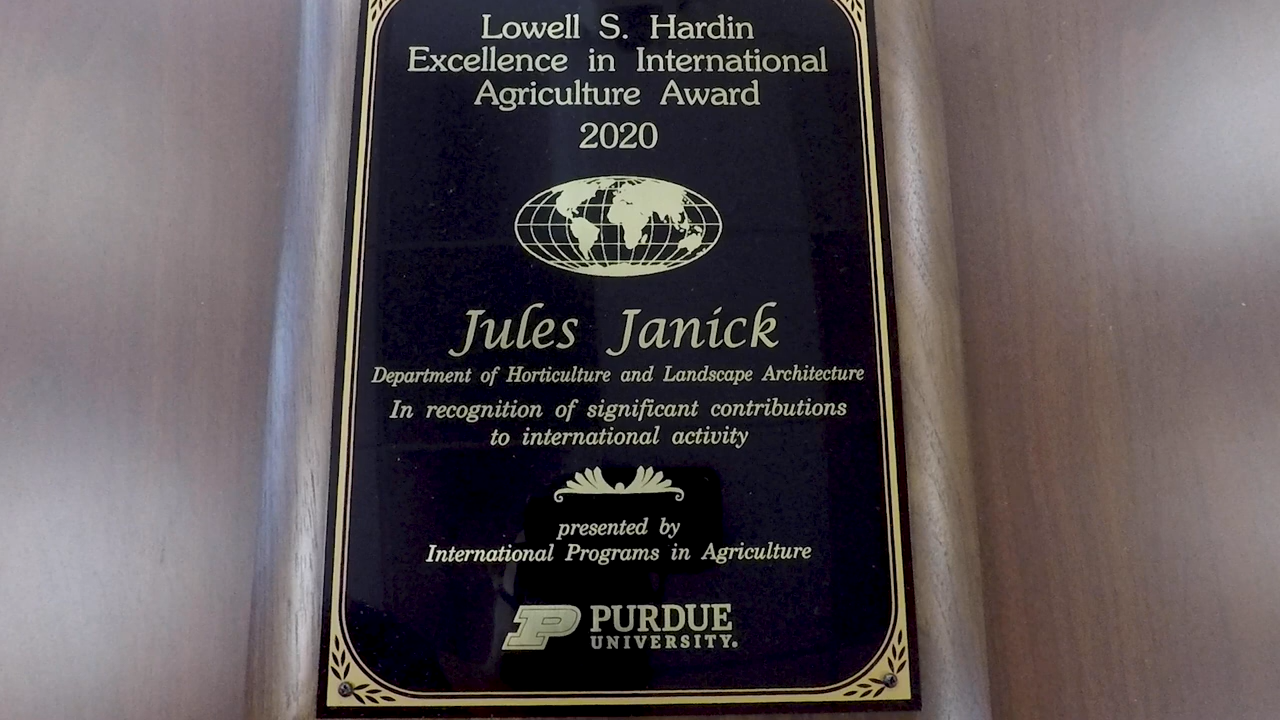 Lowell S. Hardin
Excellence in International
Agriculture Award
2020
Jules Janick
Department of Horticulture and Landscape Architecture
In recognition of significant contributions
to international activity
presented by
International Programs in Agriculture
P PURDUE
UNIVERSITY.